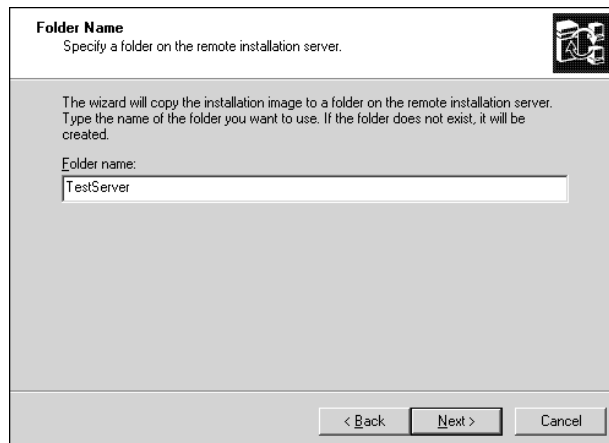 Folder Name
Specify a folder on the remote installation server.
The wizard will copy the installation image to a folder on the remote installation server.
Type the name of the folder you want to use. If the folder does not exist, it will be
created.
Folder name:
TestServer
< Back Next > Cancel